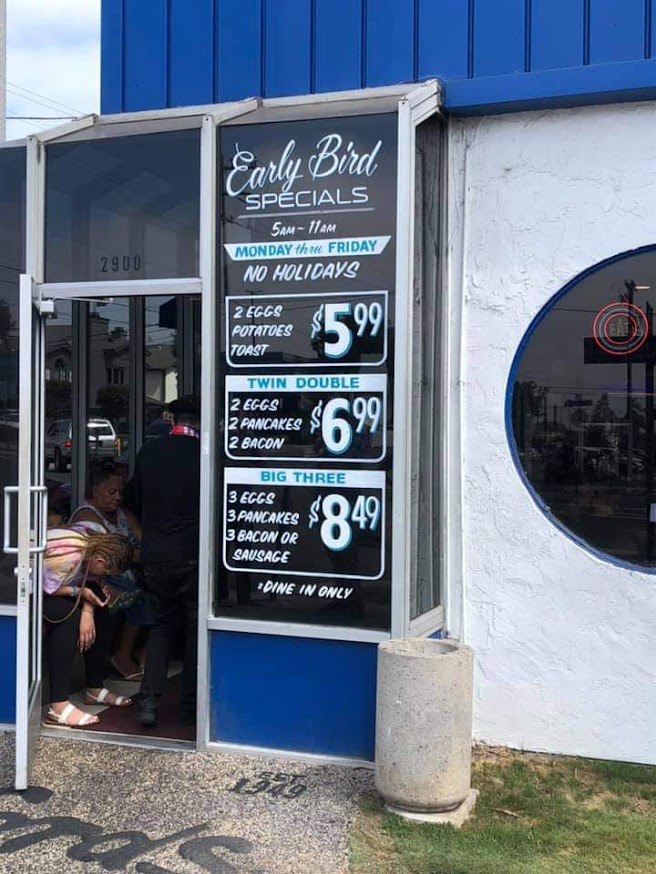 Early Bird
SPECIALS
5AM~11AM
MONDAY thru FRIDAY
NO HOLIDAYS
2 EGGS
POTATOES
TOAST
$5 99
TWIN DOUBLE
2 EGGS
2 PANCAKES
2 BACON
$6 99
BIG THREE
3 EGGS
3 PANCAKES
3 BACON OR
SAUSAGE
$8 49
*DINE IN ONLY
2900
EST.
1949